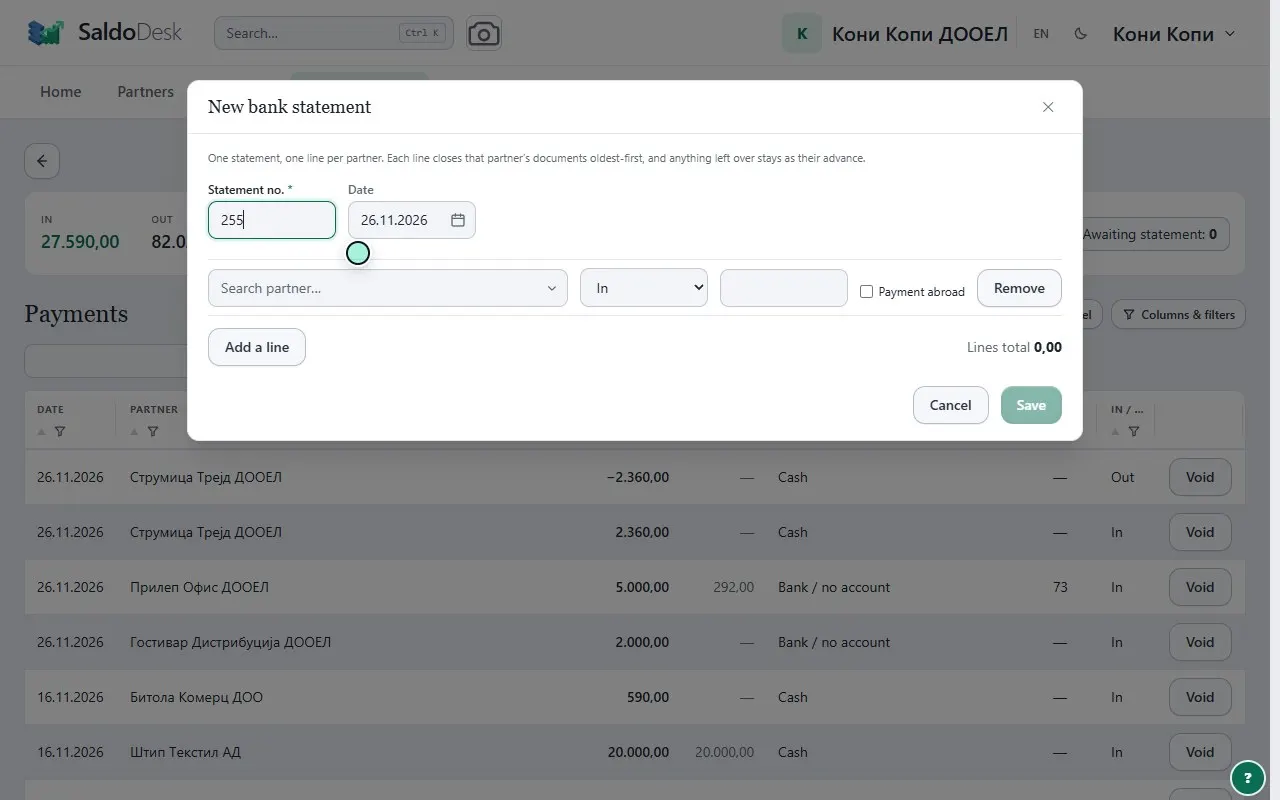 SaldoDesk
Search...
Ctrl K
К
Кони Копи ДООЕЛ
EN
Кони Копи
Home
Partners
New bank statement
One statement, one line per partner. Each line closes that partner's documents oldest-first, and anything left over stays as their advance.
Statement no. *
Date
255
26.11.2026
IN
27.590,00
OUT
82.0
Awaiting statement: 0
Search partner...
In
Payment abroad
Remove
Payments
el
Columns & filters
Add a line
Lines total 0,00
Cancel
Save
DATE
PARTNER
IN / ...
26.11.2026 Струмица Трејд ДООЕЛ −2.360,00 — Cash — Out Void
26.11.2026 Струмица Трејд ДООЕЛ 2.360,00 — Cash — In Void
26.11.2026 Прилеп Офис ДООЕЛ 5.000,00 292,00 Bank / no account 73 In Void
26.11.2026 Гостивар Дистрибуција ДООЕЛ 2.000,00 — Bank / no account — In Void
16.11.2026 Битола Комерц ДОО 590,00 — Cash — In Void
16.11.2026 Штип Текстил АД 20.000,00 20.000,00 Cash — In Void
?